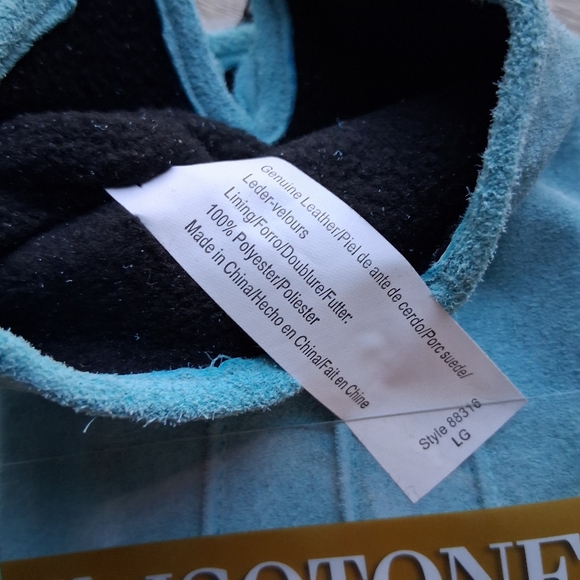 Genuine Leather/Piel de ante de cerdo/Porc suede/
Leder-velours
Lining/Forro/Doublure/Futter:
100% Polyester/Poliester
Made in China/Hecho en China/Fait en Chine
Style 88316
LG
ISOTONE